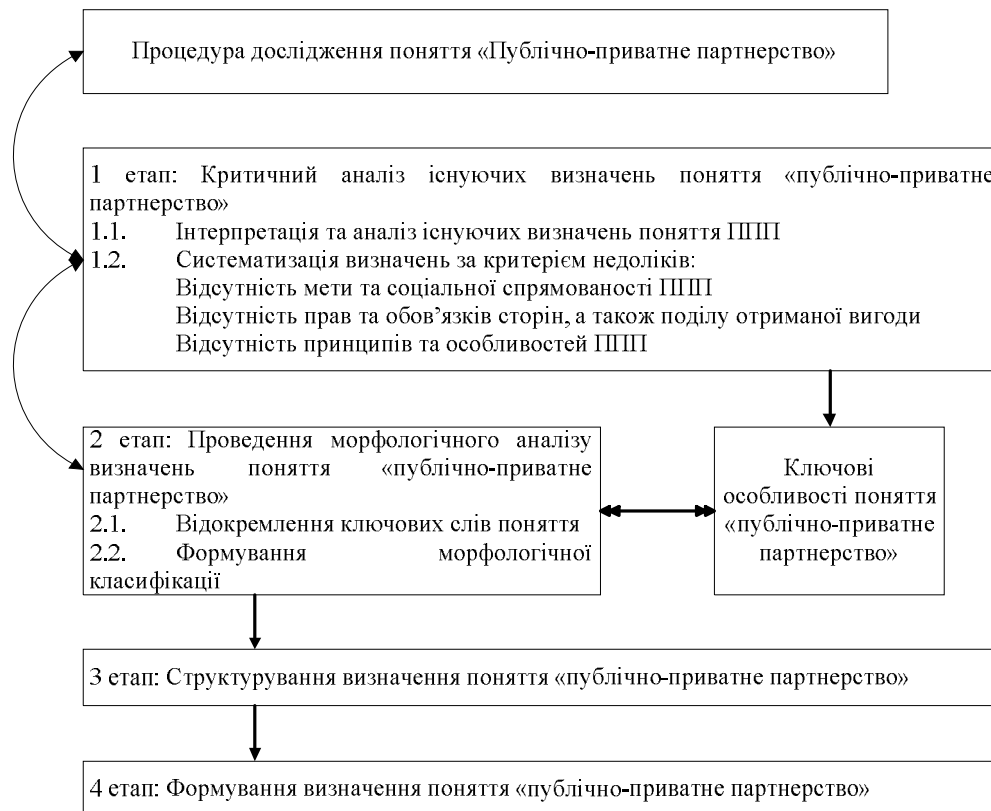 Процедура дослідження поняття «Публічно-приватне партнерство»
1 етап: Критичний аналіз існуючих визначень поняття «публічно-приватне
партнерство»
1.1. Інтерпретація та аналіз існуючих визначень поняття ППП
1.2. Систематизація визначень за критерієм недоліків:
Відсутність мети та соціальної спрямованості ППП
Відсутність прав та обов’язків сторін, а також поділу отриманої вигоди
Відсутність принципів та особливостей ППП
2 етап: Проведення морфологічного аналізу
визначень поняття «публічно-приватне
партнерство»
2.1. Відокремлення ключових слів поняття
2.2. Формування морфологічної
класифікації
Ключові
особливості поняття
«публічно-приватне
партнерство»
3 етап: Структурування визначення поняття «публічно-приватне партнерство»
4 етап: Формування визначення поняття «публічно-приватне партнерство»